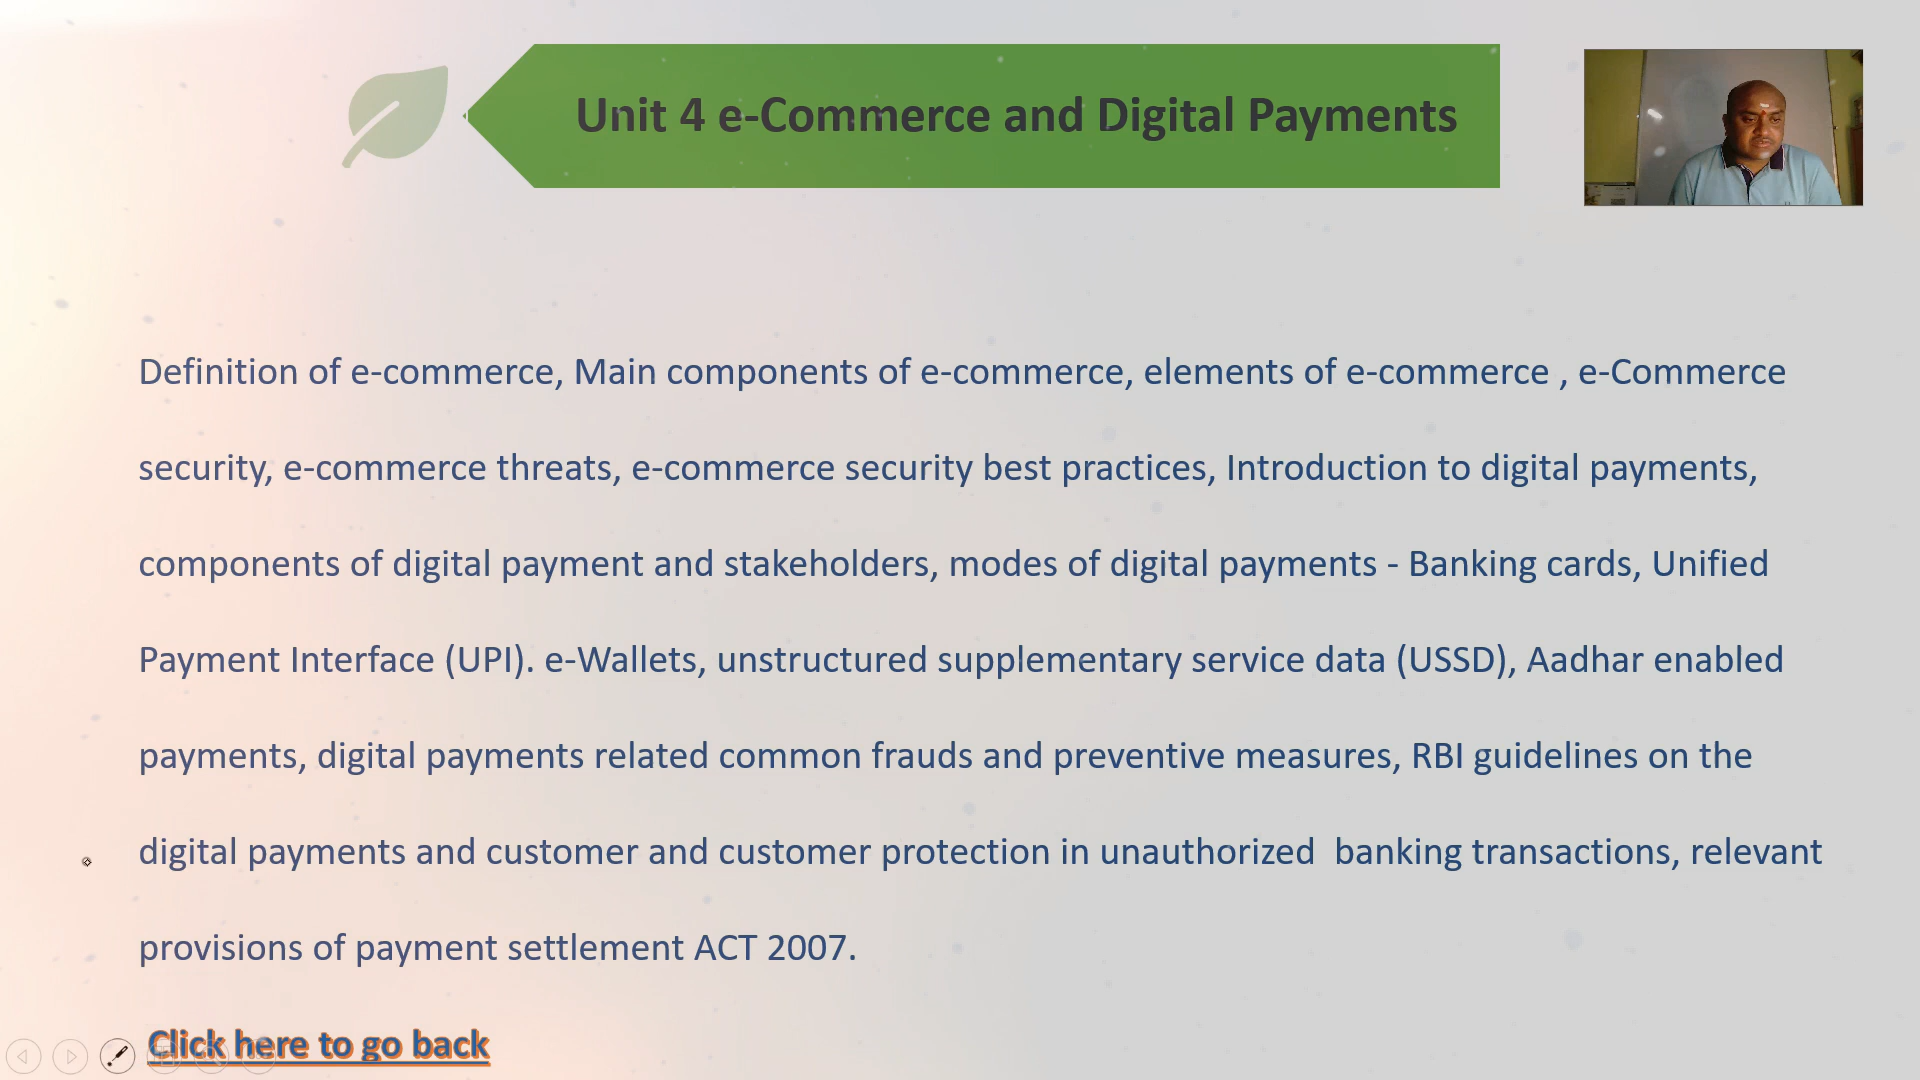 Unit 4 e-Commerce and Digital Payments
Definition of e-commerce, Main components of e-commerce, elements of e-commerce , e-Commerce
security, e-commerce threats, e-commerce security best practices, Introduction to digital payments,
components of digital payment and stakeholders, modes of digital payments - Banking cards, Unified
Payment Interface (UPI). e-Wallets, unstructured supplementary service data (USSD), Aadhar enabled
payments, digital payments related common frauds and preventive measures, RBI guidelines on the
digital payments and customer and customer protection in unauthorized  banking transactions, relevant
provisions of payment settlement ACT 2007.
Click here to go back